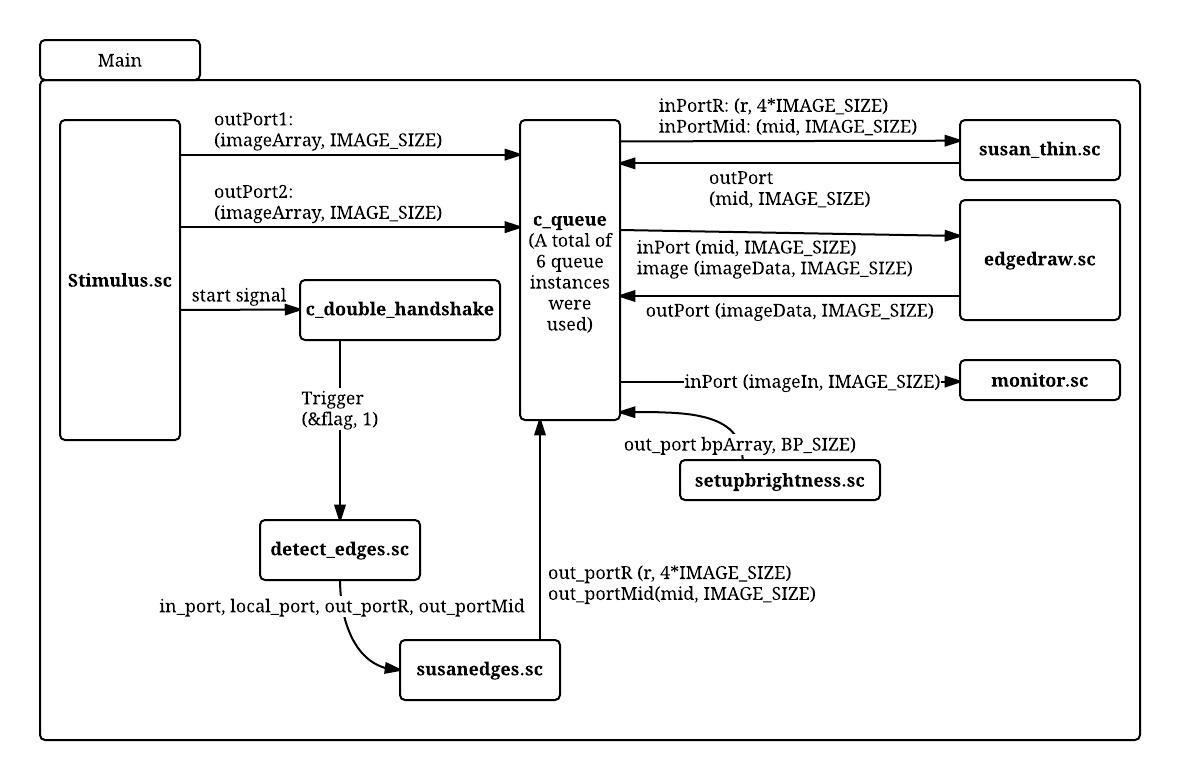 Main
outPort1:
(imageArray, IMAGE_SIZE)
outPort2:
(imageArray, IMAGE_SIZE)
Stimulus.sc
start signal
c_double_handshake
Trigger
(&flag, 1)
detect_edges.sc
in_port, local_port, out_portR, out_portMid
susanedges.sc
out_portR (r, 4*IMAGE_SIZE)
out_portMid(mid, IMAGE_SIZE)
c_queue
(A total of
6 queue
instances
were
used)
inPortR: (r, 4*IMAGE_SIZE)
inPortMid: (mid, IMAGE_SIZE)
susan_thin.sc
outPort
(mid, IMAGE_SIZE)
inPort (mid, IMAGE_SIZE)
image (imageData, IMAGE_SIZE)
edgedraw.sc
outPort (imageData, IMAGE_SIZE)
inPort (imageIn, IMAGE_SIZE)
monitor.sc
out_port bpArray, BP_SIZE)
setupbrightness.sc